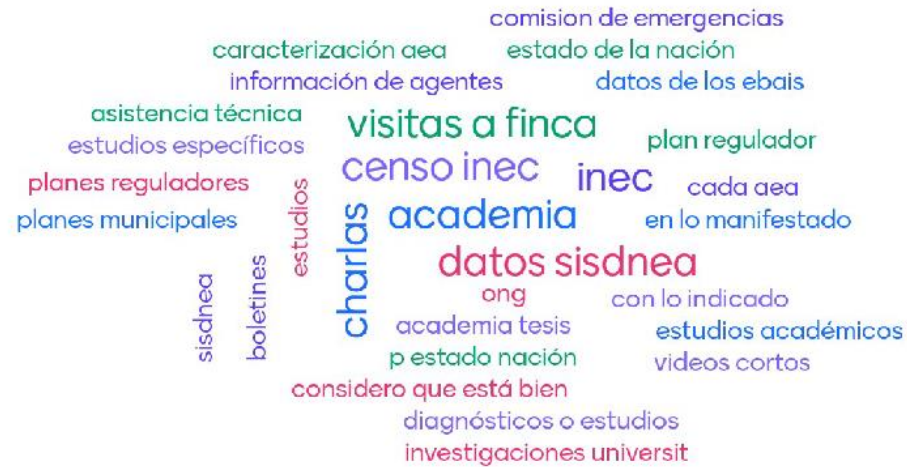 comision de emergencias
caracterización aea
estado de la nación
información de agentes
datos de los ebais
asistencia técnica
visitas a finca
plan regulador
estudios específicos
censo inec
inec
planes reguladores
cada aea
planes municipales
estudios
charlas
academia
en lo manifestado
datos sisdnea
sisdnea
boletines
ong
con lo indicado
academia tesis
estudios académicos
p estado nación
videos cortos
considero que está bien
diagnósticos o estudios
investigaciones universit